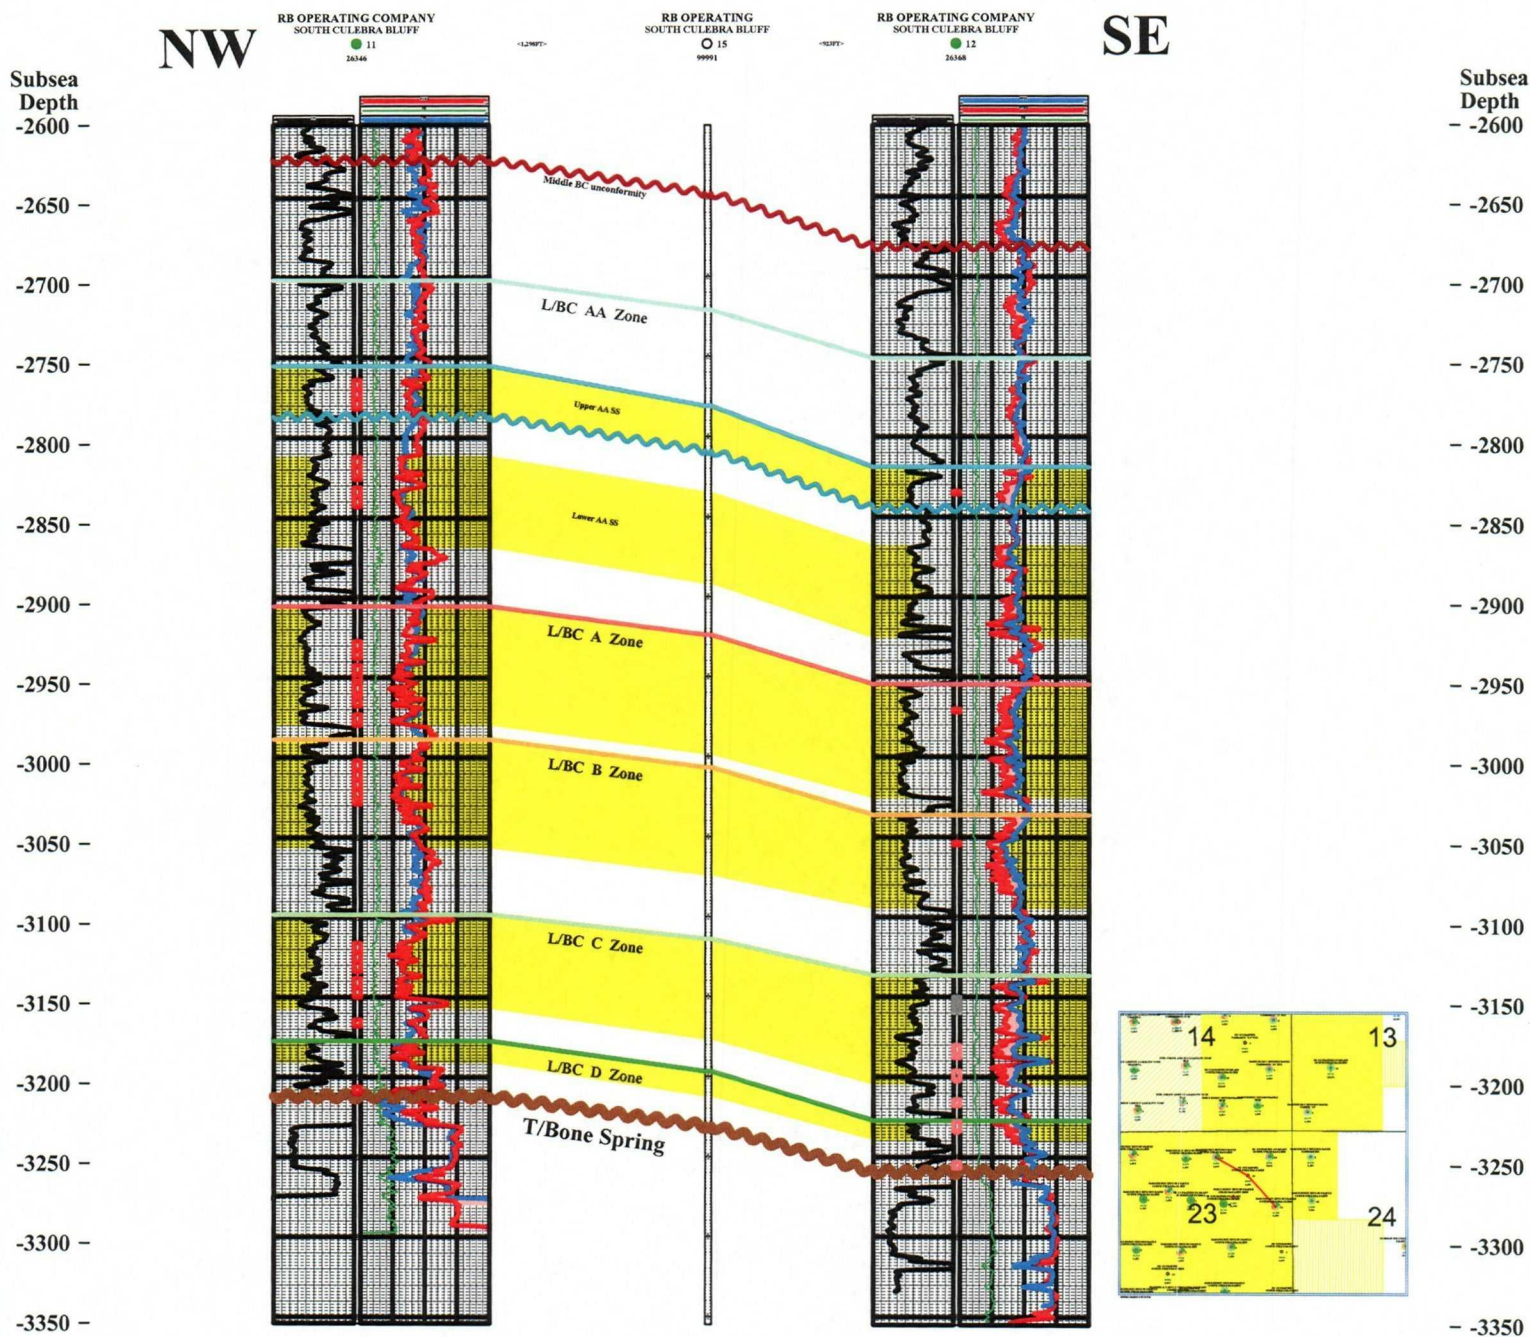 NW
RB OPERATING COMPANY
SOUTH CULEBRA BLUFF
11
26346
<1,298FT>
RB OPERATING
SOUTH CULEBRA BLUFF
15
99991
<923FT>
RB OPERATING COMPANY
SOUTH CULEBRA BLUFF
12
26368
SE
Subsea
Depth
-2600
-2650
-2700
-2750
-2800
-2850
-2900
-2950
-3000
-3050
-3100
-3150
-3200
-3250
-3300
-3350
Middle BC unconformity
L/BC AA Zone
Upper AA SS
Lower AA SS
L/BC A Zone
L/BC B Zone
L/BC C Zone
L/BC D Zone
T/Bone Spring
Subsea
Depth
-2600
-2650
-2700
-2750
-2800
-2850
-2900
-2950
-3000
-3050
-3100
-3150
-3200
-3250
-3300
-3350
14
13
23
24